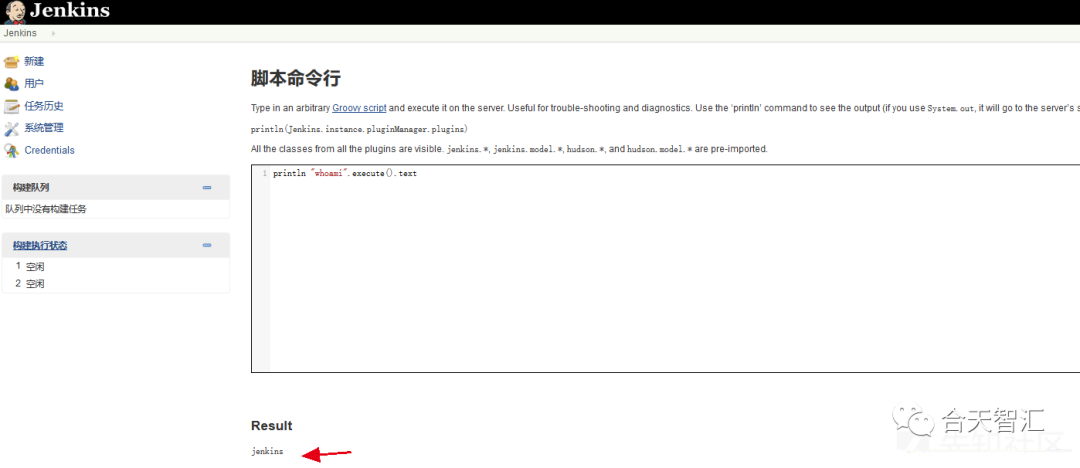 Jenkins
Jenkins
新建
用户
任务历史
系统管理
Credentials
构建队列
队列中没有构建任务
构建执行状态
1 空闲
2 空闲
脚本命令行
Type in an arbitrary Groovy script and execute it on the server. Useful for trouble-shooting and diagnostics. Use the 'println' command to see the output (if you use System.out, it will go to the server's s
println(Jenkins.instance.pluginManager.plugins)
All the classes from all the plugins are visible. jenkins.*, jenkins.model.*, hudson.*, and hudson.model.* are pre-imported.
1 println "whoami".execute().text
Result
jenkins
合天智汇
先知社区